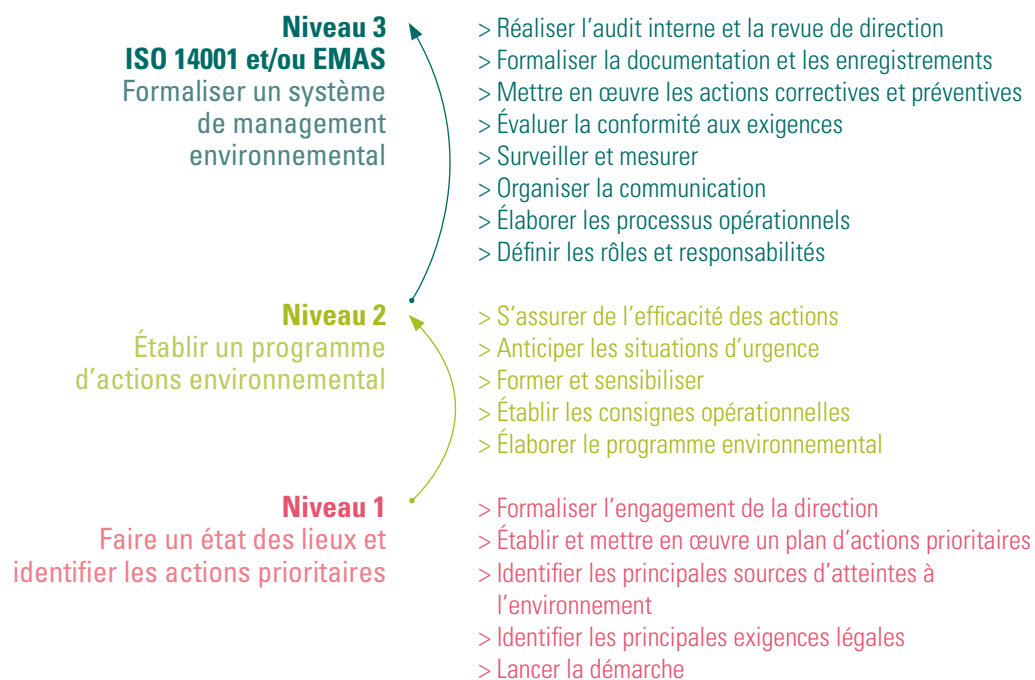 Niveau 3
ISO 14001 et/ou EMAS
Formaliser un système
de management
environnemental
> Réaliser l'audit interne et la revue de direction
> Formaliser la documentation et les enregistrements
> Mettre en œuvre les actions correctives et préventives
> Évaluer la conformité aux exigences
> Surveiller et mesurer
> Organiser la communication
> Élaborer les processus opérationnels
> Définir les rôles et responsabilités
Niveau 2
Établir un programme
d'actions environnemental
> S'assurer de l'efficacité des actions
> Anticiper les situations d'urgence
> Former et sensibiliser
> Établir les consignes opérationnelles
> Élaborer le programme environnemental
Niveau 1
Faire un état des lieux et
identifier les actions prioritaires
> Formaliser l'engagement de la direction
> Établir et mettre en œuvre un plan d'actions prioritaires
> Identifier les principales sources d'atteintes à
l'environnement
> Identifier les principales exigences légales
> Lancer la démarche